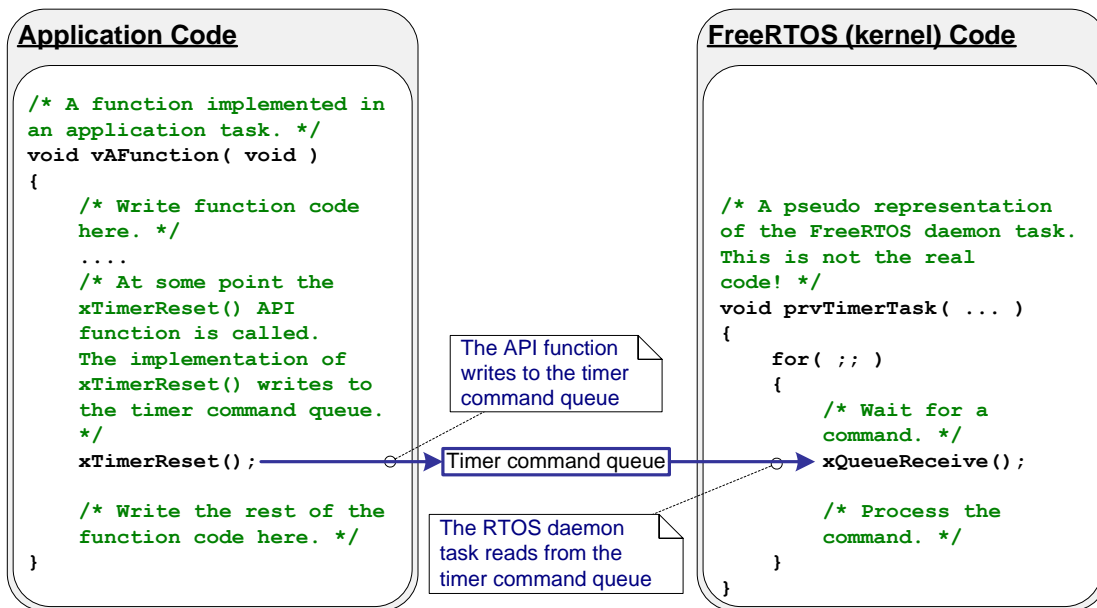 Application Code
/* A function implemented in
an application task. */
void vAFunction( void )
{
/* Write function code
here. */
....
/* At some point the
xTimerReset() API
function is called.
The implementation of
xTimerReset() writes to
the timer command queue.
*/
xTimerReset();
/* Write the rest of the
function code here. */
}
The API function
writes to the timer
command queue
Timer command queue
The RTOS daemon
task reads from the
timer command queue
FreeRTOS (kernel) Code
/* A pseudo representation
of the FreeRTOS daemon task.
This is not the real
code! */
void prvTimerTask( ... )
{
for( ;; )
{
/* Wait for a
command. */
xQueueReceive();
/* Process the
command. */
}
}